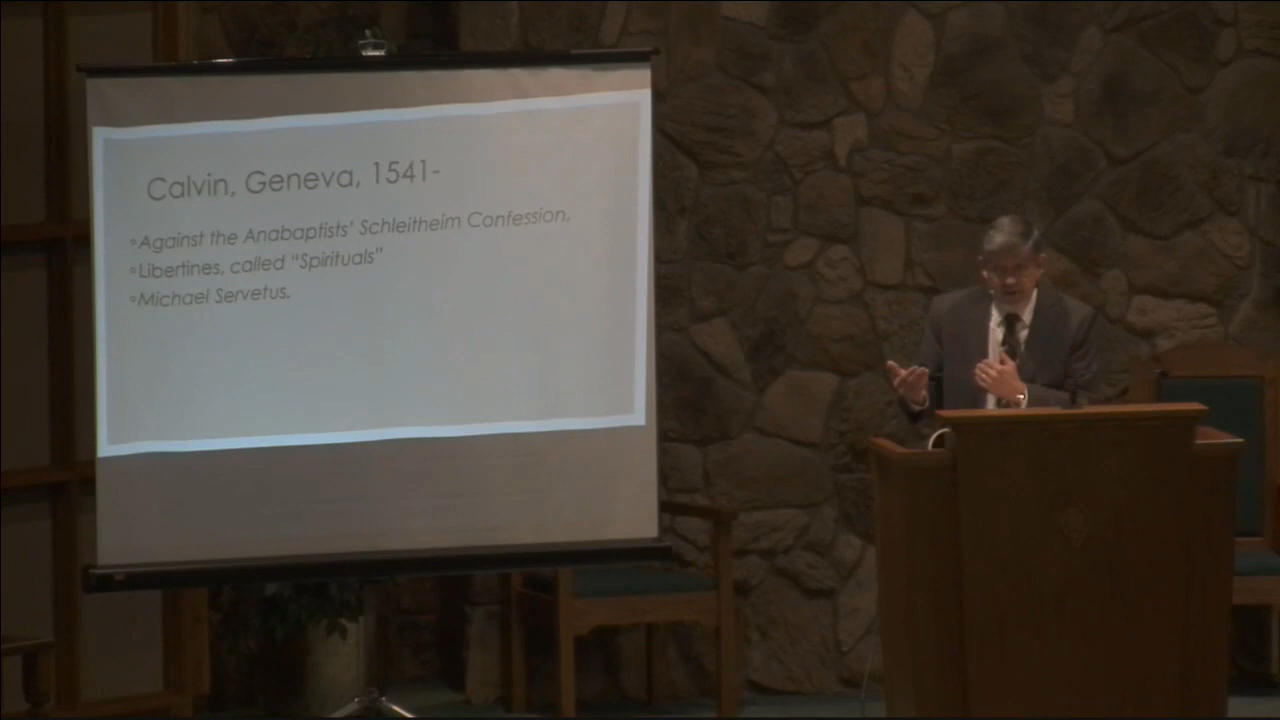 Calvin, Geneva, 1541-
◦Against the Anabaptists' Schleitheim Confession,
◦Libertines, called “Spirituals”
◦Michael Servetus.